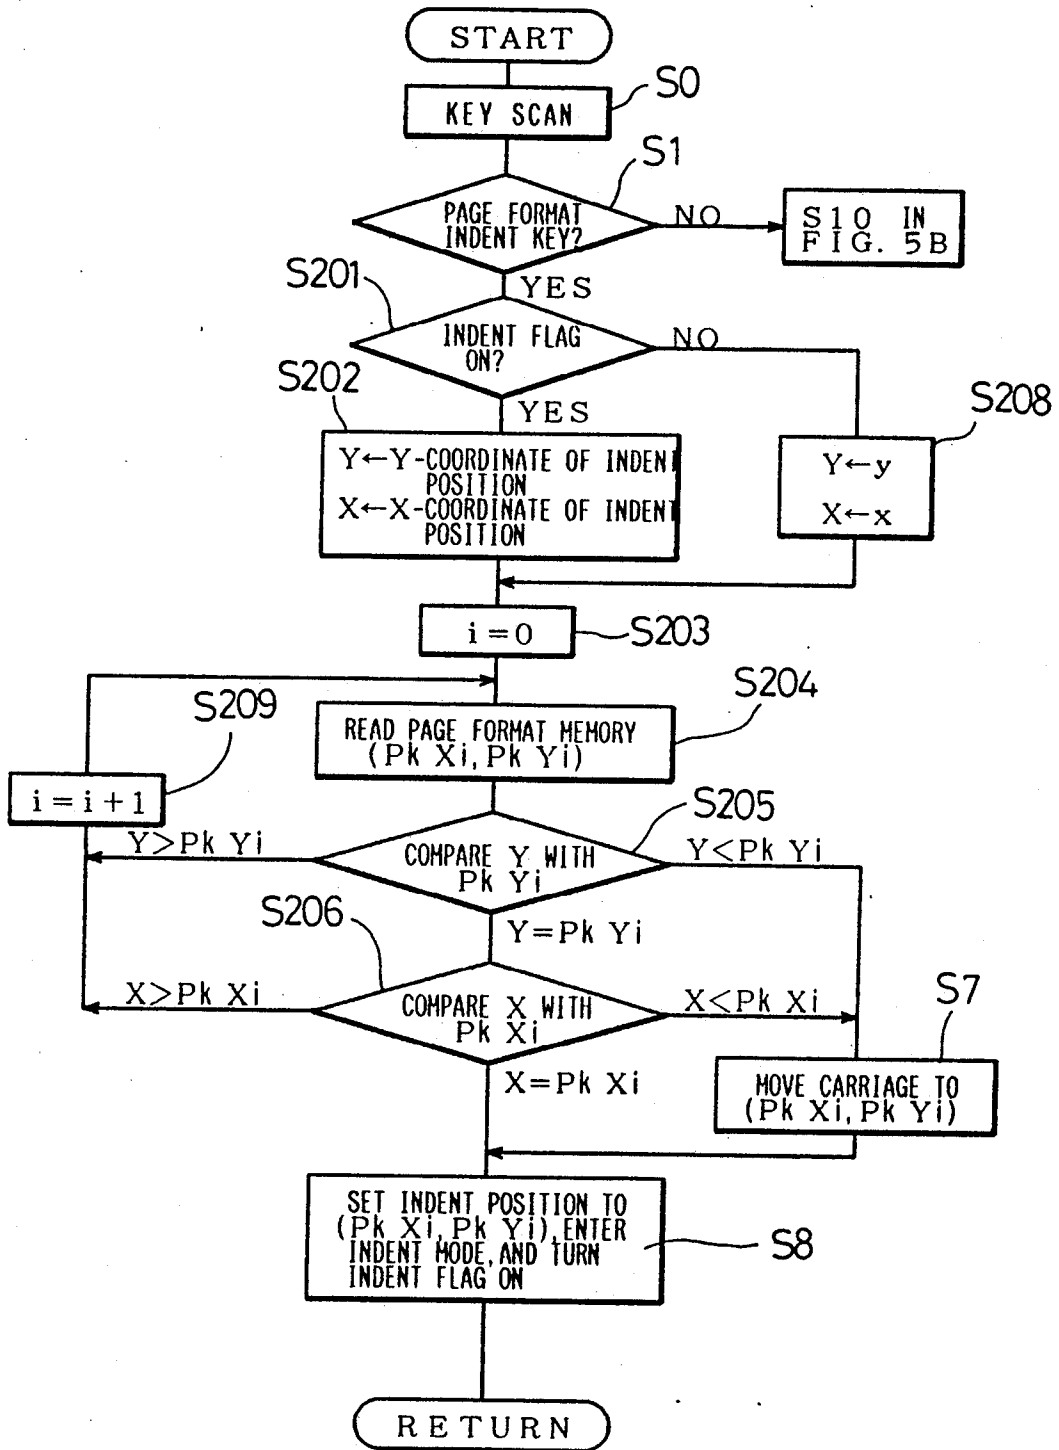 START
S0
KEY SCAN
S1
PAGE FORMAT
INDENT KEY?
NO
S10 IN
FIG. 5B
YES
S201
INDENT FLAG
ON?
NO
S202
YES
S208
Y←Y-COORDINATE OF INDENT
POSITION
X←X-COORDINATE OF INDENT
POSITION
Y←y
X←x
i=0
S203
S204
READ PAGE FORMAT MEMORY
(Pk Xi, Pk Yi)
S209
i=i+1
S205
Y>Pk Yi
COMPARE Y WITH
Pk Yi
Y<Pk Yi
S206
Y=Pk Yi
X>Pk Xi
COMPARE X WITH
Pk Xi
X<Pk Xi
S7
X=Pk Xi
MOVE CARRIAGE TO
(Pk Xi, Pk Yi)
SET INDENT POSITION TO
(Pk Xi, Pk Yi), ENTER
INDENT MODE, AND TURN
INDENT FLAG ON
S8
RETURN